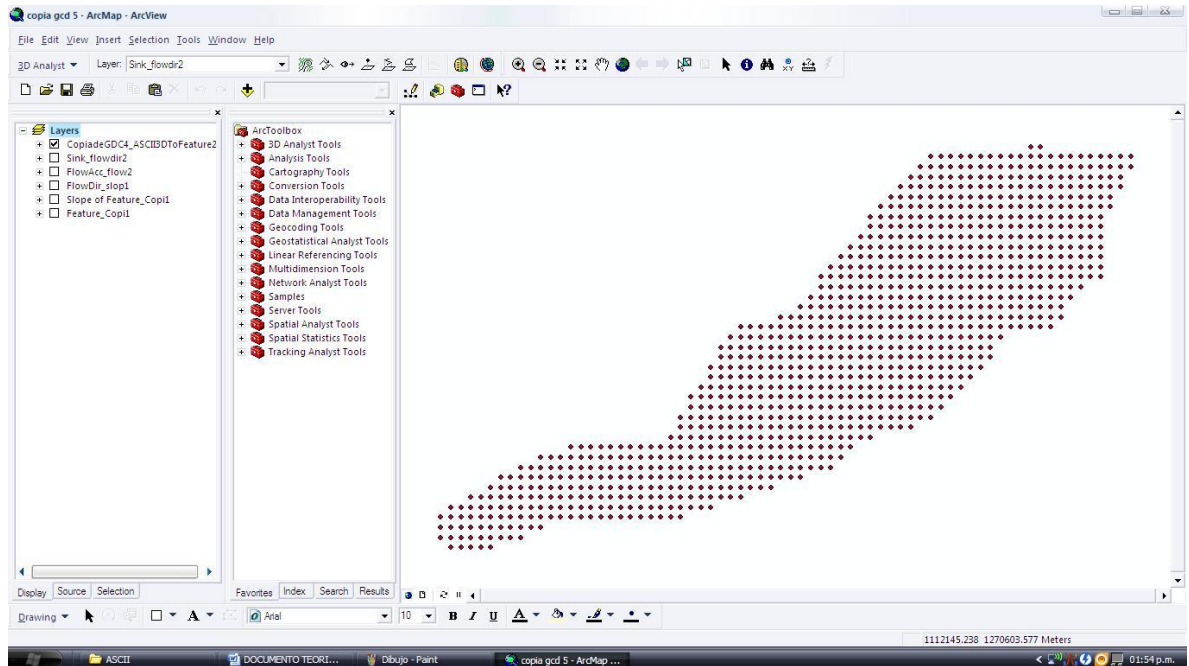 copia gcd 5 - ArcMap - ArcView
File Edit View Insert Selection Tools Window Help
3D Analyst Layer: Sink_flowdir2
Layers
CopiadeGDC4_ASCII3DToFeature2
Sink_flowdir2
FlowAcc_flow2
FlowDir_slop1
Slope of Feature_Copi1
Feature_Copi1
Display Source Selection
ArcToolbox
3D Analyst Tools
Analysis Tools
Cartography Tools
Conversion Tools
Data Interoperability Tools
Data Management Tools
Geocoding Tools
Geostatistical Analyst Tools
Linear Referencing Tools
Multidimension Tools
Network Analyst Tools
Samples
Server Tools
Spatial Analyst Tools
Spatial Statistics Tools
Tracking Analyst Tools
Favorites Index Search Results
Drawing A Arial 10 B I U A
1112145.238 1270603.577 Meters
ASCII DOCUMENTO TEORI... Dibujo - Paint copia gcd 5 - ArcMap ... 01:54 p.m.